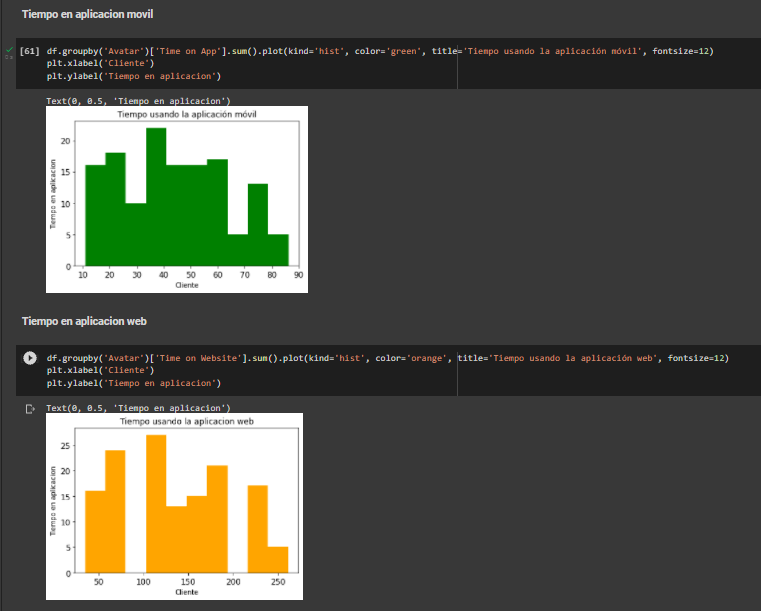 Tiempo en aplicacion movil
[61] df.groupby('Avatar')['Time on App'].sum().plot(kind='hist', color='green', title='Tiempo usando la aplicación móvil', fontsize=12)
plt.xlabel('Cliente')
plt.ylabel('Tiempo en aplicacion')
Text(0, 0.5, 'Tiempo en aplicacion')
Tiempo usando la aplicación móvil
20
15
10
5
0
Tiempo en aplicacion
10 20 30 40 50 60 70 80 90
Cliente
Tiempo en aplicacion web
df.groupby('Avatar')['Time on Website'].sum().plot(kind='hist', color='orange', title='Tiempo usando la aplicación web', fontsize=12)
plt.xlabel('Cliente')
plt.ylabel('Tiempo en aplicacion')
Text(0, 0.5, 'Tiempo en aplicacion')
Tiempo usando la aplicacion web
25
20
15
10
5
0
Tiempo en aplicacion
50 100 150 200 250
Cliente